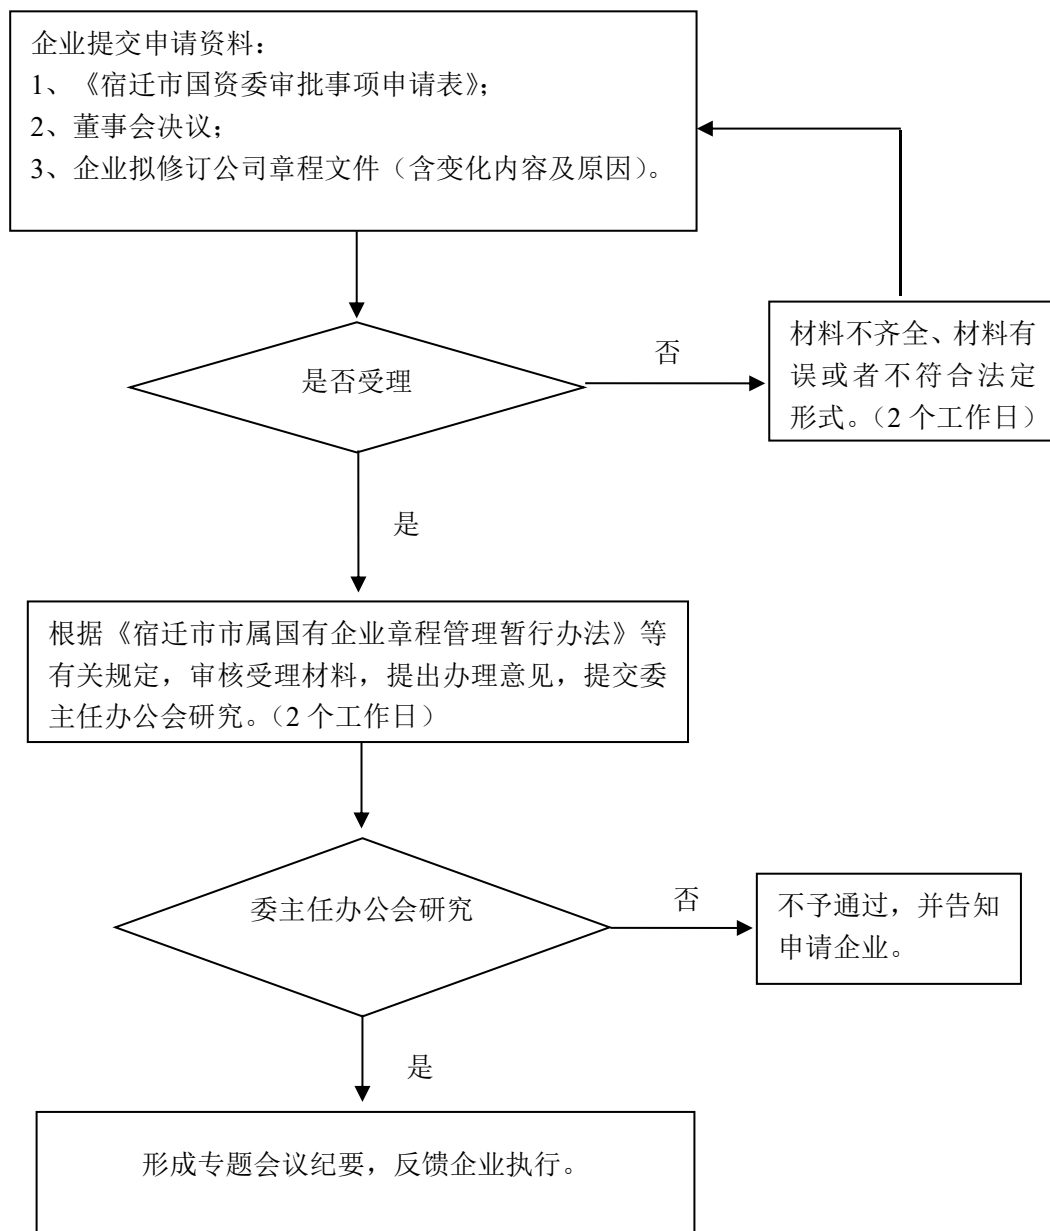 企业提交申请资料：
1、《宿迁市国资委审批事项申请表》；
2、董事会决议；
3、企业拟修订公司章程文件（含变化内容及原因）。
是否受理
否
材料不齐全、材料有
误或者不符合法定
形式。（2 个工作日）
是
根据《宿迁市市属国有企业章程管理暂行办法》等
有关规定，审核受理材料，提出办理意见，提交委
主任办公会研究。（2 个工作日）
委主任办公会研究
否
不予通过，并告知
申请企业。
是
形成专题会议纪要，反馈企业执行。